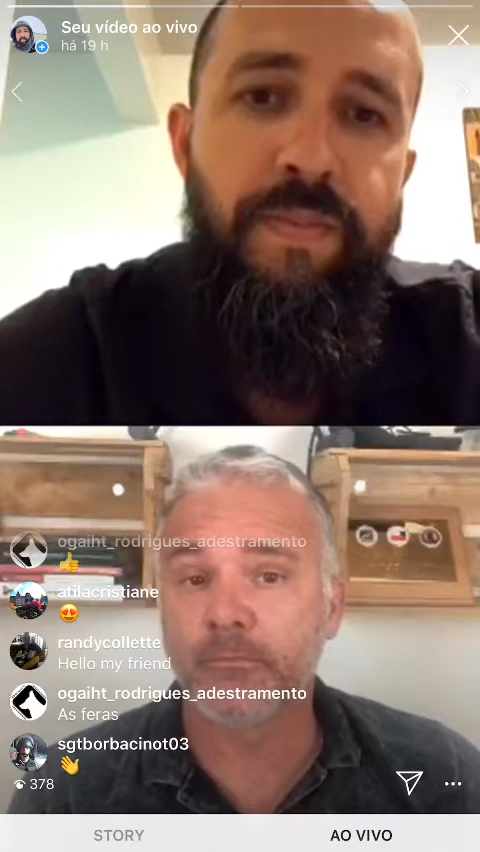 Seu vídeo ao vivo
há 19 h
ogaiht_rodrigues_adestramento
👍
atilacristiane
😍
randycollette
Hello my friend
ogaiht_rodrigues_adestramento
As feras
sgtborbacinot03
👋
378
STORY
AO VIVO